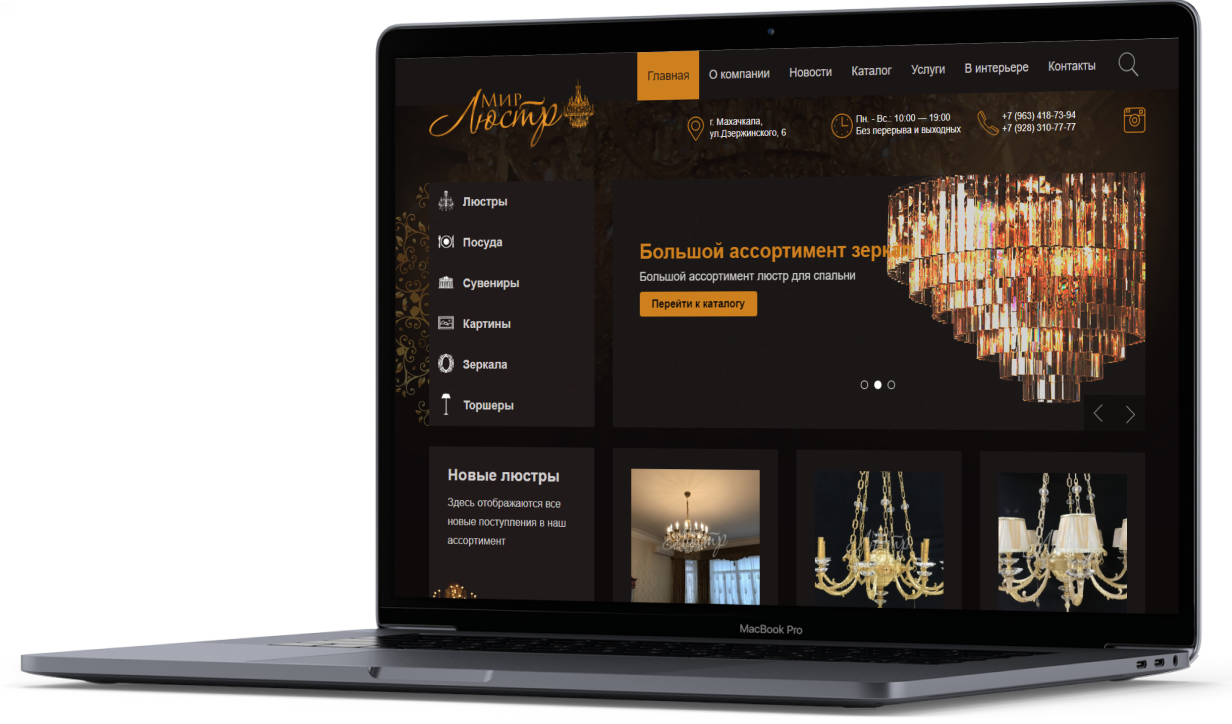 Главная
О компании
Новости
Каталог
Услуги
В интерьере
Контакты
МИР
Люстр
г. Махачкала,
ул.Дзержинского, 6
Пн. - Вс.: 10:00 — 19:00
Без перерыва и выходных
+7 (963) 418-73-94
+7 (928) 310-77-77
Люстры
Посуда
Сувениры
Картины
Зеркала
Торшеры
Большой ассортимент
Большой ассортимент люстр для спальни
Перейти к каталогу
Новые люстры
Здесь отображаются все
новые поступления в наш
ассортимент
MacBook Pro